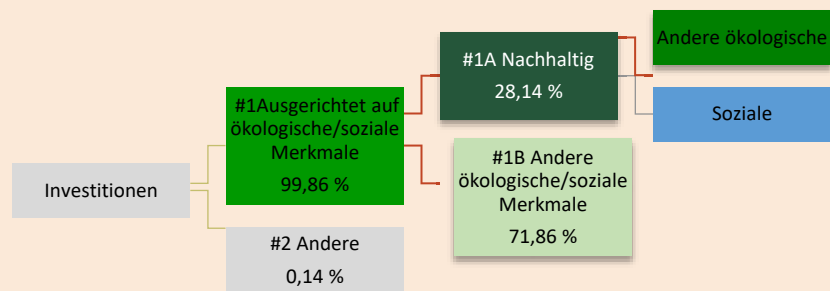 Investitionen
#1Ausgerichtet auf
ökologische/soziale
Merkmale
99,86 %
#2 Andere
0,14 %
#1A Nachhaltig
28,14 %
#1B Andere
ökologische/soziale
Merkmale
71,86 %
Andere ökologische
Soziale